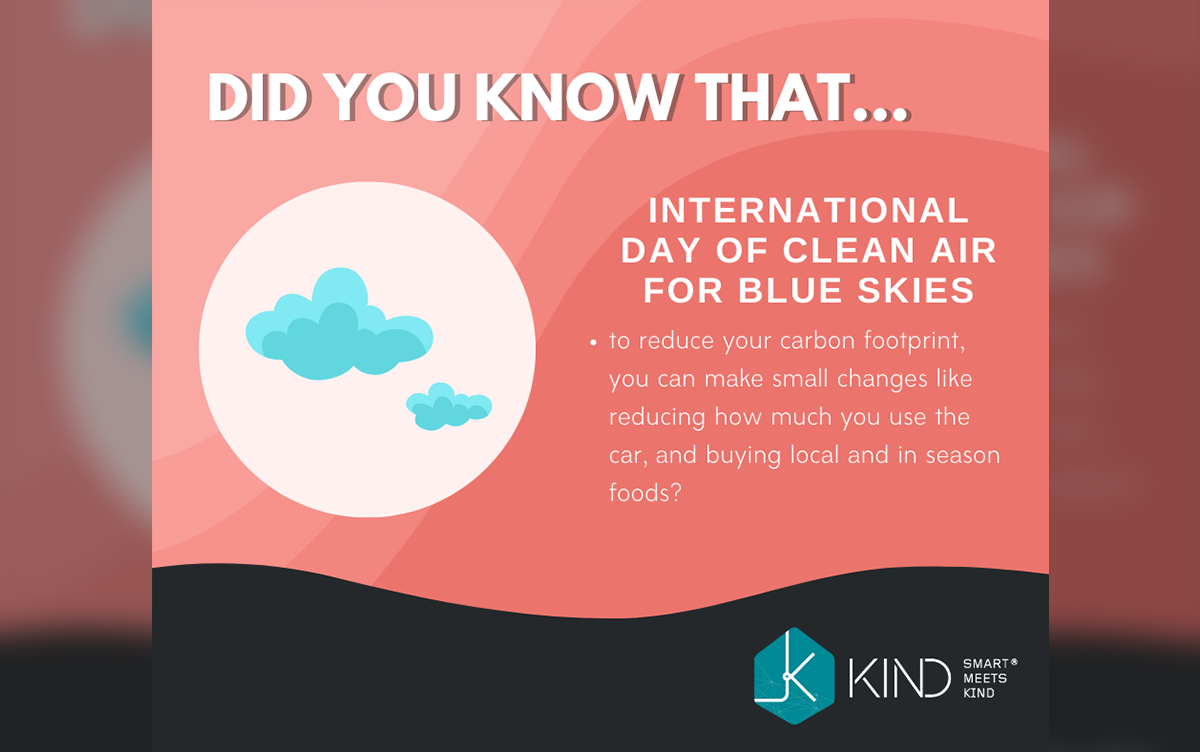 DID YOU KNOW THAT...
INTERNATIONAL
DAY OF CLEAN AIR
FOR BLUE SKIES
• to reduce your carbon footprint,
you can make small changes like
reducing how much you use the
car, and buying local and in season
foods?
KIND
SMART®
MEETS
KIND